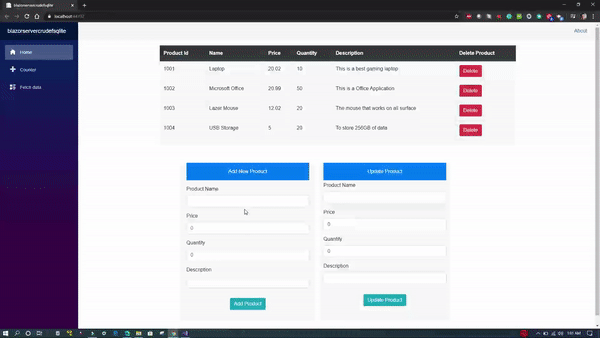 blazorservercrudefsqlite
localhost:44332
blazorservercrudefsqlite
About
Home
Counter
Fetch data
Product Id Name Price Quantity Description Delete Product
1001 Laptop 20.02 10 This is a best gaming laptop Delete
1002 Microsoft Office 20.99 50 This is a Office Application Delete
1003 Lazer Mouse 12.02 20 The mouse that works on all surface Delete
1004 USB Storage 5 20 To store 256GB of data Delete
Add New Product
Product Name
Price
0
Quantity
0
Description
Add Product
Update Product
Product Name
Price
0
Quantity
0
Description
Update Product